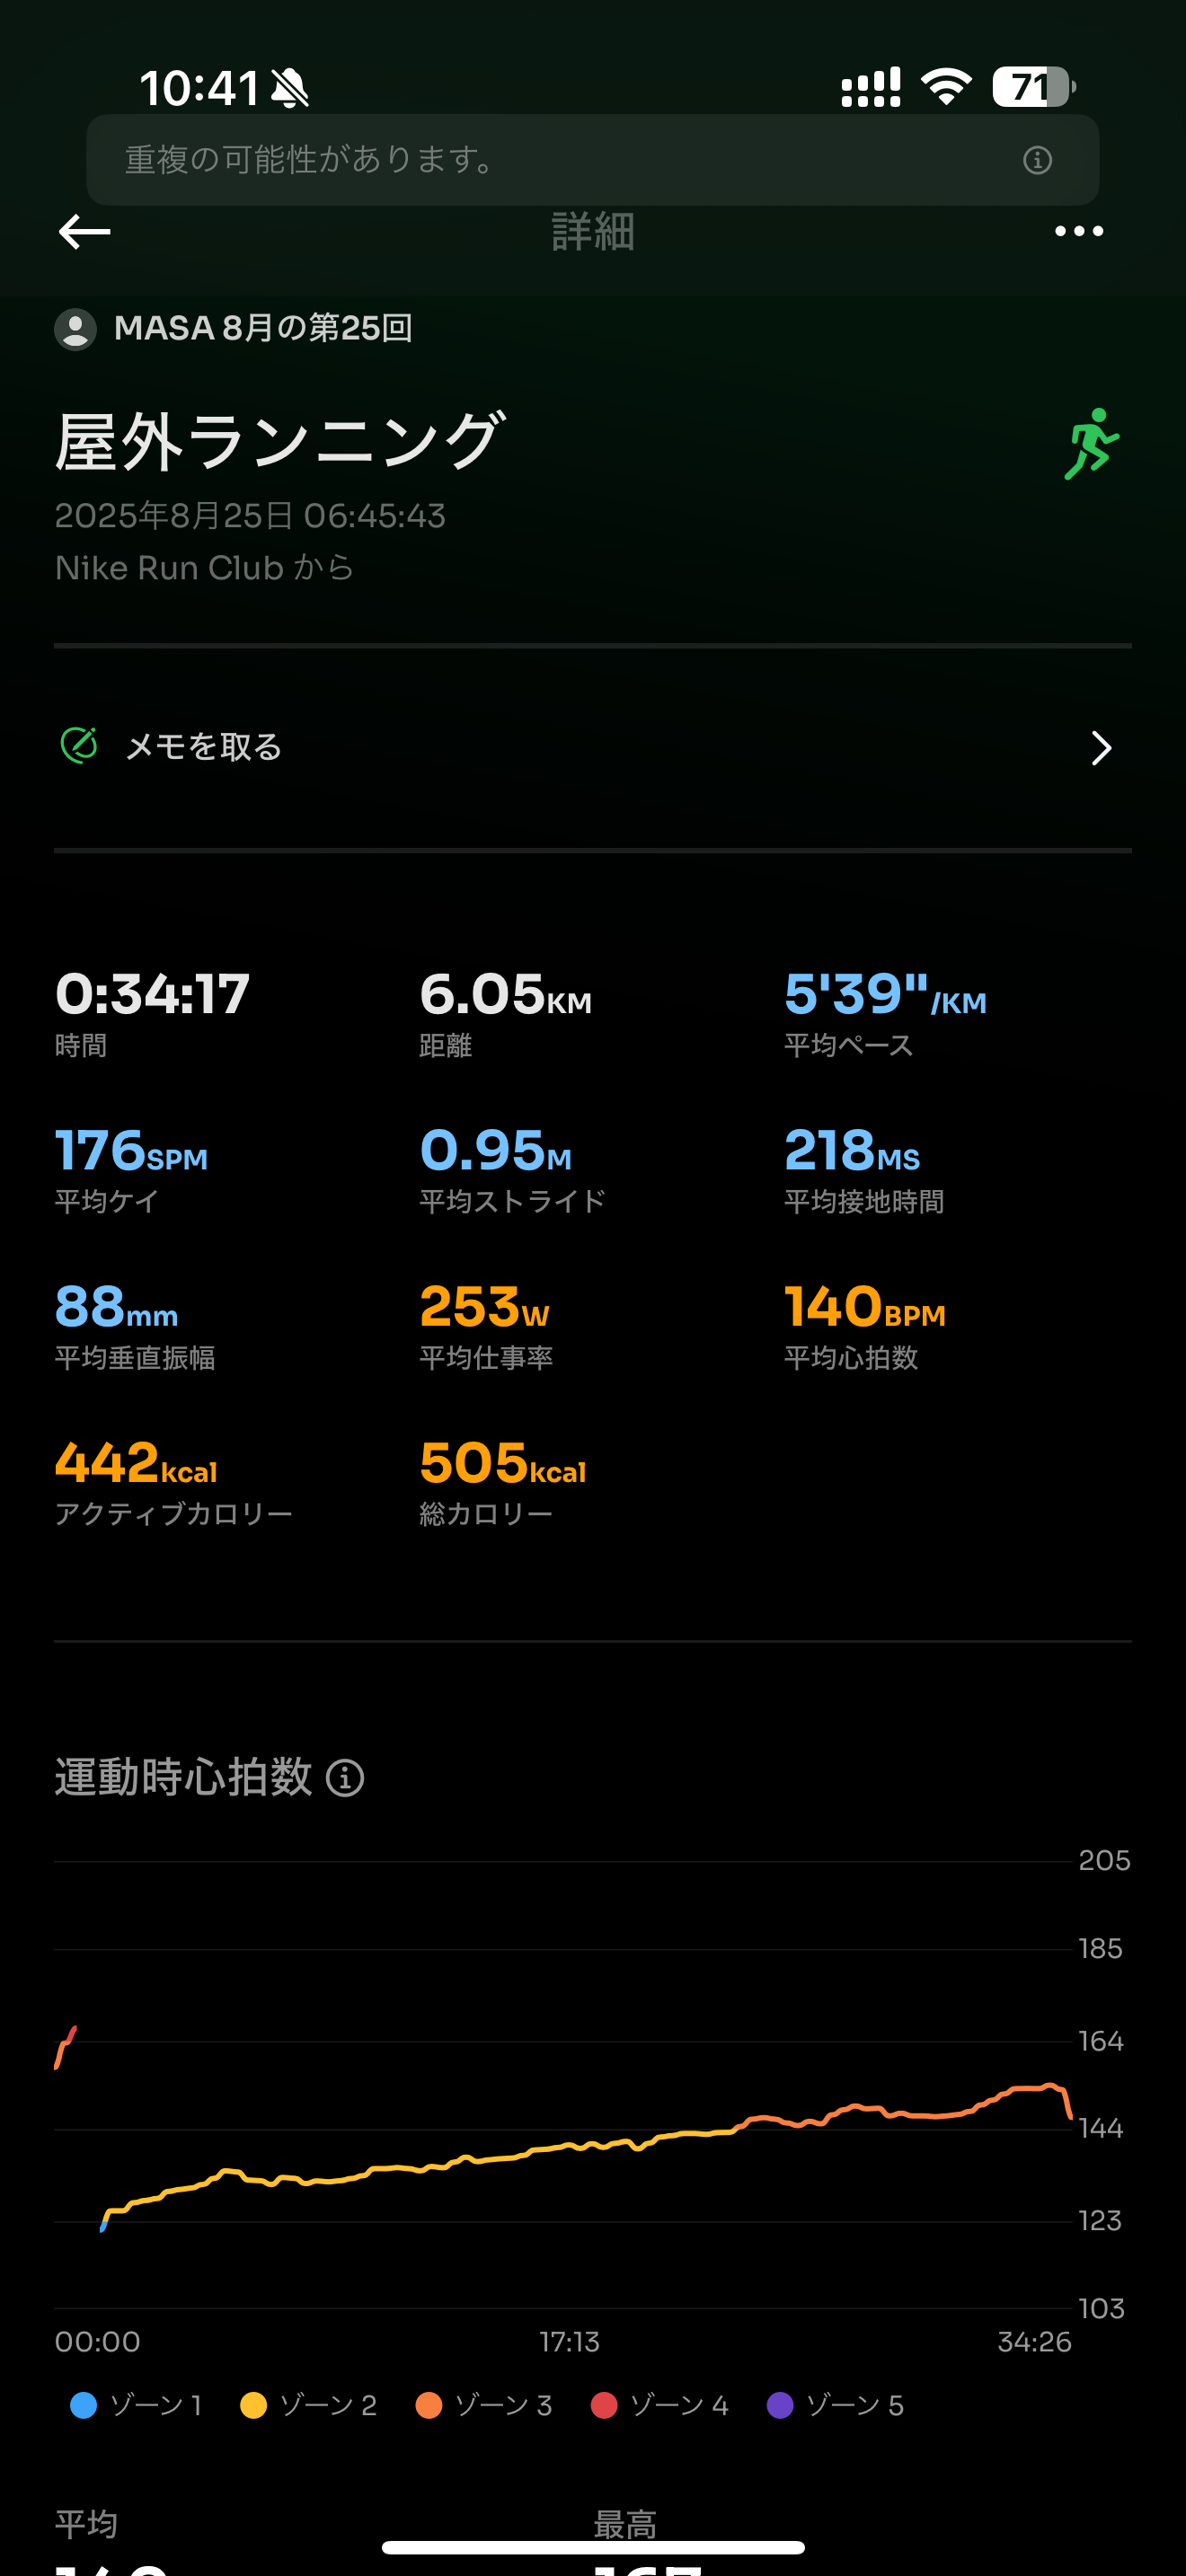 10:41
71
重複の可能性があります。
詳細
MASA 8月の第25回
屋外ランニング
2025年8月25日 06:45:43
Nike Run Club から
メモを取る
0:34:17 6.05KM 5'39"/KM
時間 距離 平均ペース
176SPM 0.95M 218MS
平均ケイ 平均ストライド 平均接地時間
88mm 253W 140BPM
平均垂直振幅 平均仕事率 平均心拍数
442kcal 505kcal
アクティブカロリー 総カロリー
運動時心拍数
205
185
164
144
123
103
00:00 17:13 34:26
ゾーン 1 ゾーン 2 ゾーン 3 ゾーン 4 ゾーン 5
平均 最高